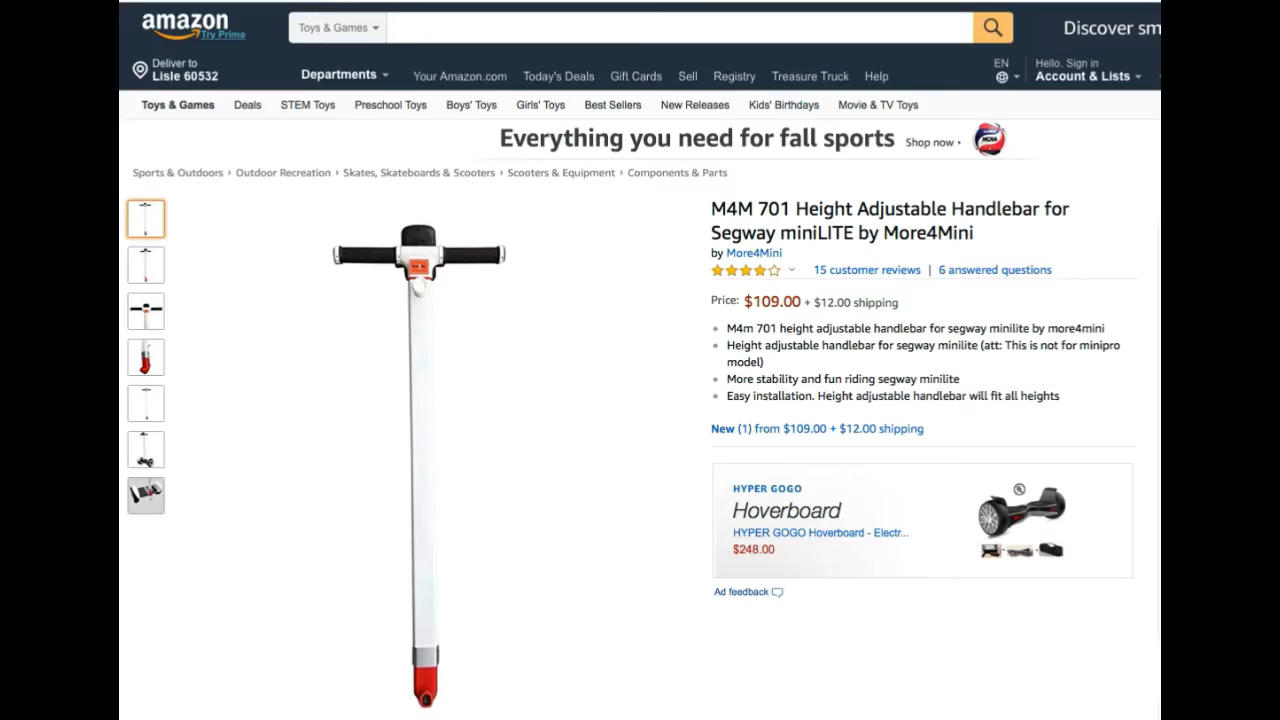 amazon
Try Prime
Toys & Games
Discover sm
Deliver to
Lisle 60532
Departments
Your Amazon.com
Today's Deals
Gift Cards
Sell
Registry
Treasure Truck
Help
EN
Hello. Sign in
Account & Lists
Toys & Games
Deals
STEM Toys
Preschool Toys
Boys' Toys
Girls' Toys
Best Sellers
New Releases
Kids' Birthdays
Movie & TV Toys
Everything you need for fall sports
Shop now ›
NCAA
Sports & Outdoors › Outdoor Recreation › Skates, Skateboards & Scooters › Scooters & Equipment › Components & Parts
M4M 701 Height Adjustable Handlebar for
Segway miniLITE by More4Mini
by More4Mini
15 customer reviews | 6 answered questions
Price: $109.00 + $12.00 shipping
M4m 701 height adjustable handlebar for segway minilite by more4mini
Height adjustable handlebar for segway minilite (att: This is not for minipro
model)
More stability and fun riding segway minilite
Easy installation. Height adjustable handlebar will fit all heights
New (1) from $109.00 + $12.00 shipping
HYPER GOGO
Hoverboard
HYPER GOGO Hoverboard - Electr...
$248.00
Ad feedback